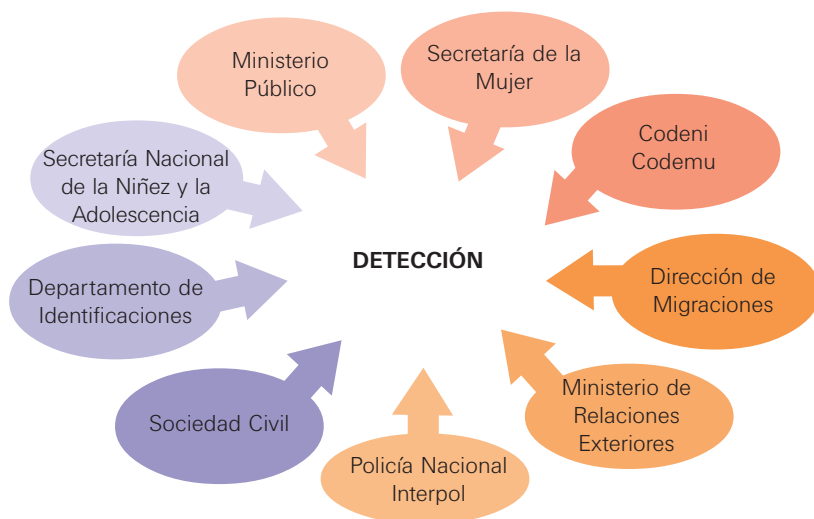 Ministerio
Público
Secretaría de la
Mujer
Codeni
Codemu
Secretaría Nacional
de la Niñez y la
Adolescencia
DETECCIÓN
Dirección de
Migraciones
Departamento de
Identificaciones
Ministerio de
Relaciones
Exteriores
Sociedad Civil
Policía Nacional
Interpol